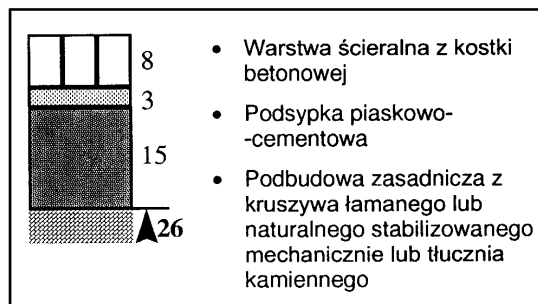 8
3
15
26
• Warstwa ścieralna z kostki
betonowej
• Podsypka piaskowo-
-cementowa
• Podbudowa zasadnicza z
kruszywa łamanego lub
naturalnego stabilizowanego
mechanicznie lub tłucznia
kamiennego